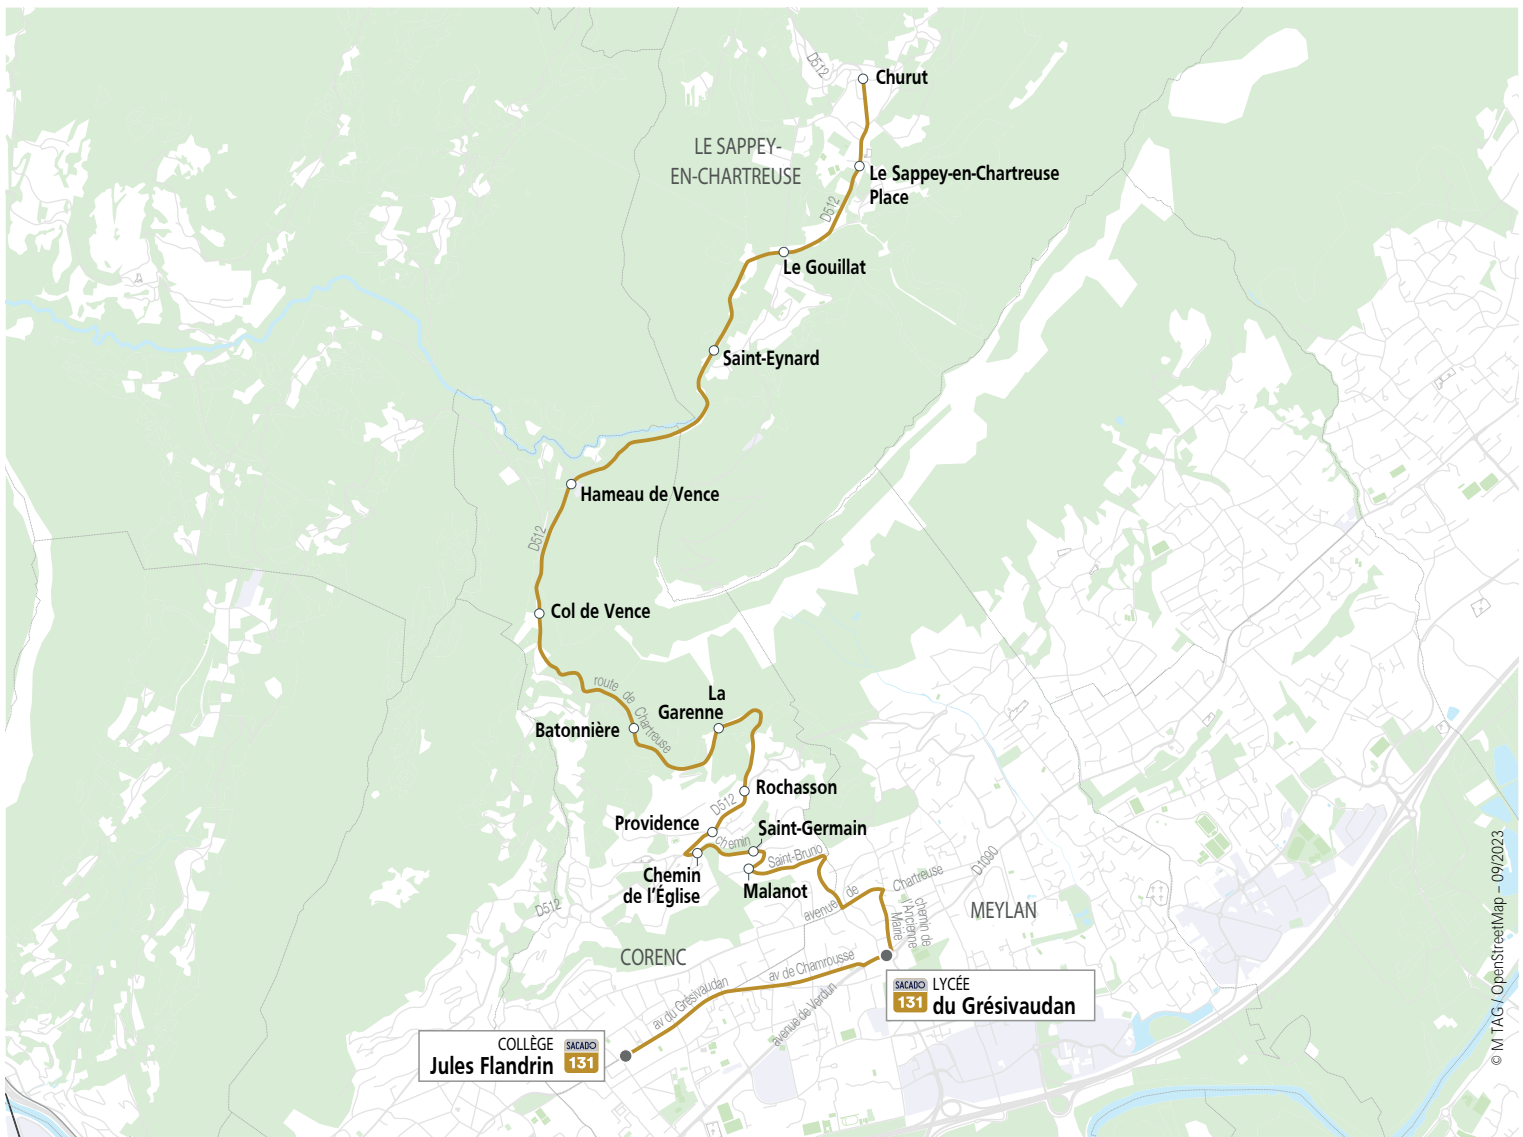 D512
Churut
LE SAPPEY-
EN-CHARTREUSE
Le Sappey-en-Chartreuse
Place
D512
Le Gouillat
Saint-Eynard
Hameau de Vence
D512
Col de Vence
route de Chartreuse
La
Garenne
Batonnière
Rochasson
D512
Providence
chemin
Saint-Germain
Saint-Bruno
Chemin
de l'Église
Malanot
D512
avenue de Chartreuse
D1090
chemin de
l'Ancienne
Mairie
MEYLAN
CORENC
av de Chamrousse
av du Grésivaudan
avenue de Verdun
SACADO
131
LYCÉE
du Grésivaudan
COLLÈGE
Jules Flandrin
SACADO
131
© M TAG / OpenStreetMap – 09/2023